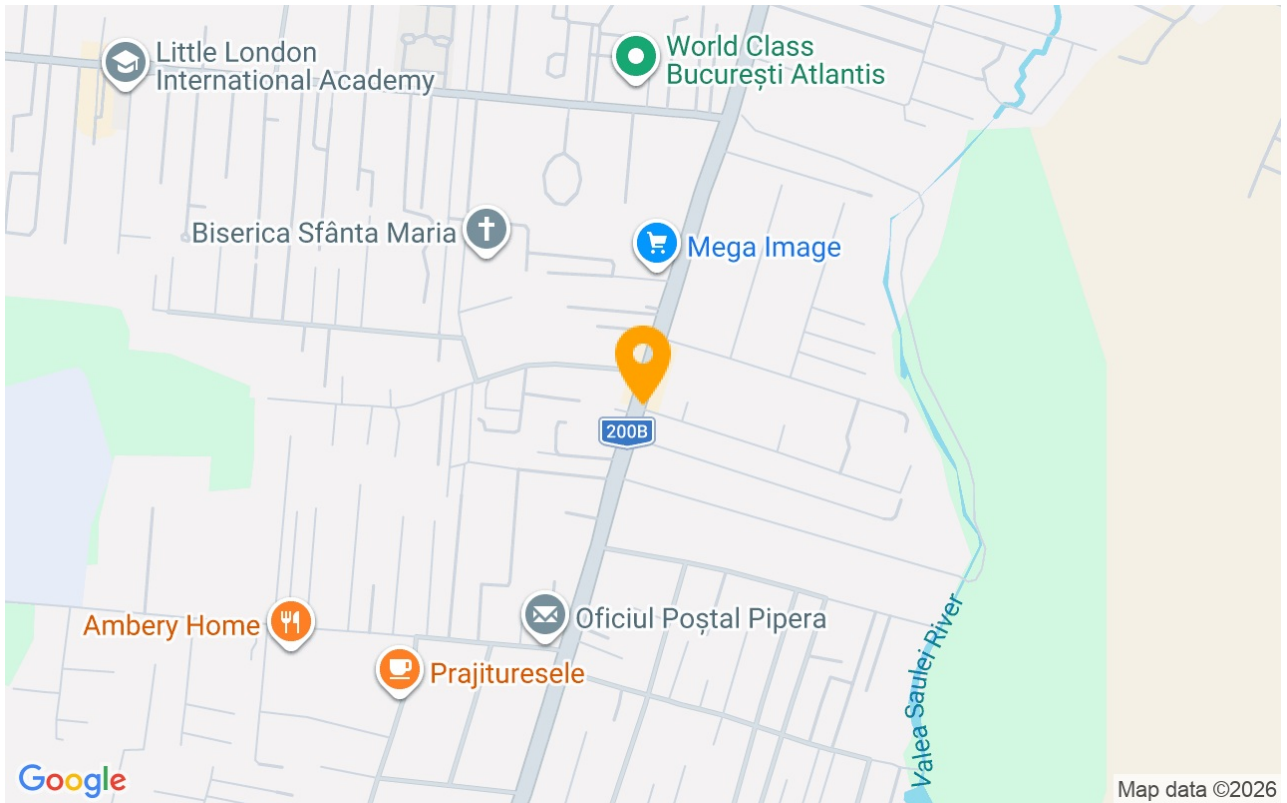 Little London
International Academy
World Class
București Atlantis
Biserica Sfânta Maria
Mega Image
200B
Ambery Home
Oficiul Poștal Pipera
Prajituresele
Valea Saulei River
Google
Map data ©2026